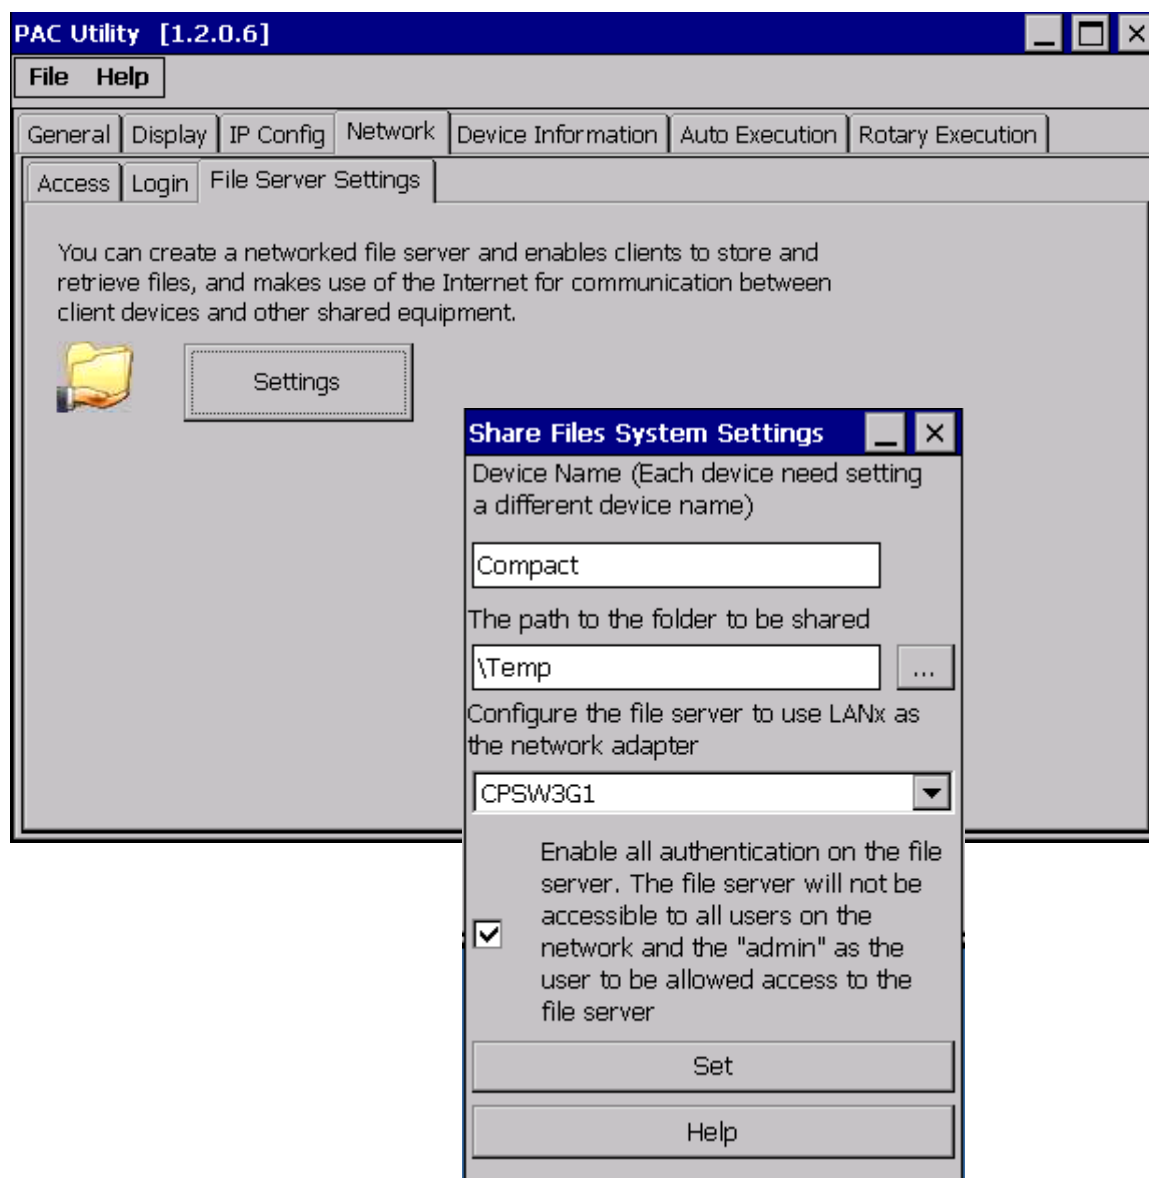 PAC Utility [1.2.0.6]
File Help
General Display IP Config Network Device Information Auto Execution Rotary Execution
Access Login File Server Settings
You can create a networked file server and enables clients to store and
retrieve files, and makes use of the Internet for communication between
client devices and other shared equipment.
Settings
Share Files System Settings
Device Name (Each device need setting
a different device name)
Compact
The path to the folder to be shared
\Temp
...
Configure the file server to use LANx as
the network adapter
CPSW3G1
Enable all authentication on the file
server. The file server will not be
accessible to all users on the
network and the "admin" as the
user to be allowed access to the
file server
Set
Help